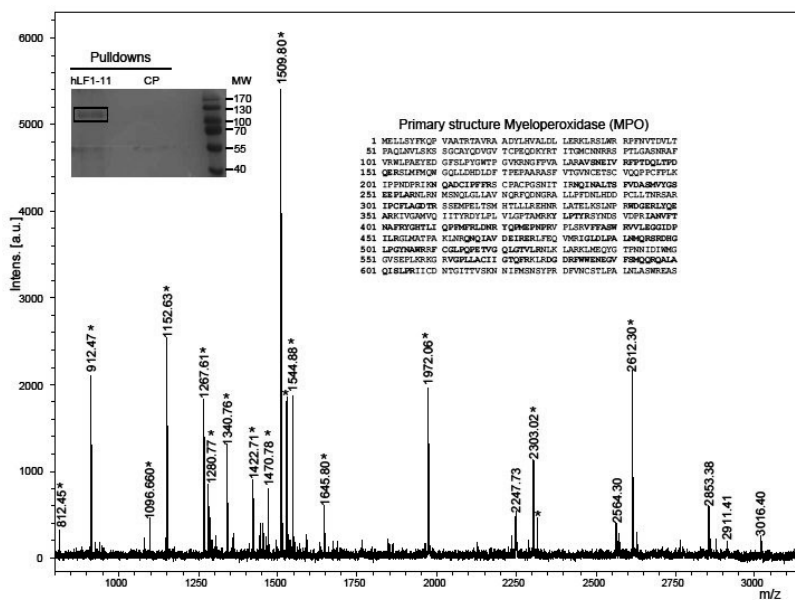 Pulldowns
hLF1-11 CP MW
170
130
100
70
55
40
Primary structure Myeloperoxidase (MPO)
1 MELLSYFKQP VAATRTAVRA ADYLHVALDL LERKLRSLWR RPFNVTDVLT
51 PAQLNVLSKS SGCAYQDVGV TCPEQDKYRT ITGMCNNRRS PTLGASNRAF
101 VRWLPAEYED GFSLPYGWTP GVKRNGFPVA LARAVSNEIV RFPTDQLTPD
151 QERSLMFMQW GQLLDHDLDF TPEPAARASF VTGVNCETSC VQQPPCFPLK
201 IPPNDPRIKN QADCIPFFRS CPACPGSNIT IRNQINALTS FVDASMVYGS
251 EEPLARNLRN MSNQLGLLAV NQRFQDNGRA LLPFDNLHDD PCLLTNRSAR
301 IPCFLAGDTR SSEMPELTSM HTLLLREHNR LATELKSLNP RWDGERLYQE
351 ARKIVGAMVQ IITYRDYLPL VLGPTAMRKY LPTYRSYNDS VDPRIANVFT
401 NAFRYGHTLI QPFMFRLDNR YQPMEPNPRV PLSRVFFASW RVVLEGGIDP
451 ILRGLMATPA KLNRQNQIAV DEIRERLFEQ VMRIGLDLPA LNMQRSRDHG
501 LPGYNAWRRF CGLPQPETVG QLGTVLRNLK LARKLMEQYG TPNNIDIWMG
551 GVSEPLKRKG RVGPLLACII GTQFRKLRDG DRFWWENEGV FSMQQRQALA
601 QISLPRIICD NTGITTVSKN NIFMSNSYPR DFVNCSTLPA LNLASWREAS
Intens. [a.u.]
6000
5000
4000
3000
2000
1000
0
812.45*
912.47*
1096.660*
1152.63*
1267.61*
1280.77*
1340.76*
1422.71*
1470.78*
1509.80*
*
1544.88*
1645.80*
1972.06*
2247.73
2303.02*
*
2564.30
2612.30*
2853.38
2911.41
3016.40
1000 1250 1500 1750 2000 2250 2500 2750 3000
m/z